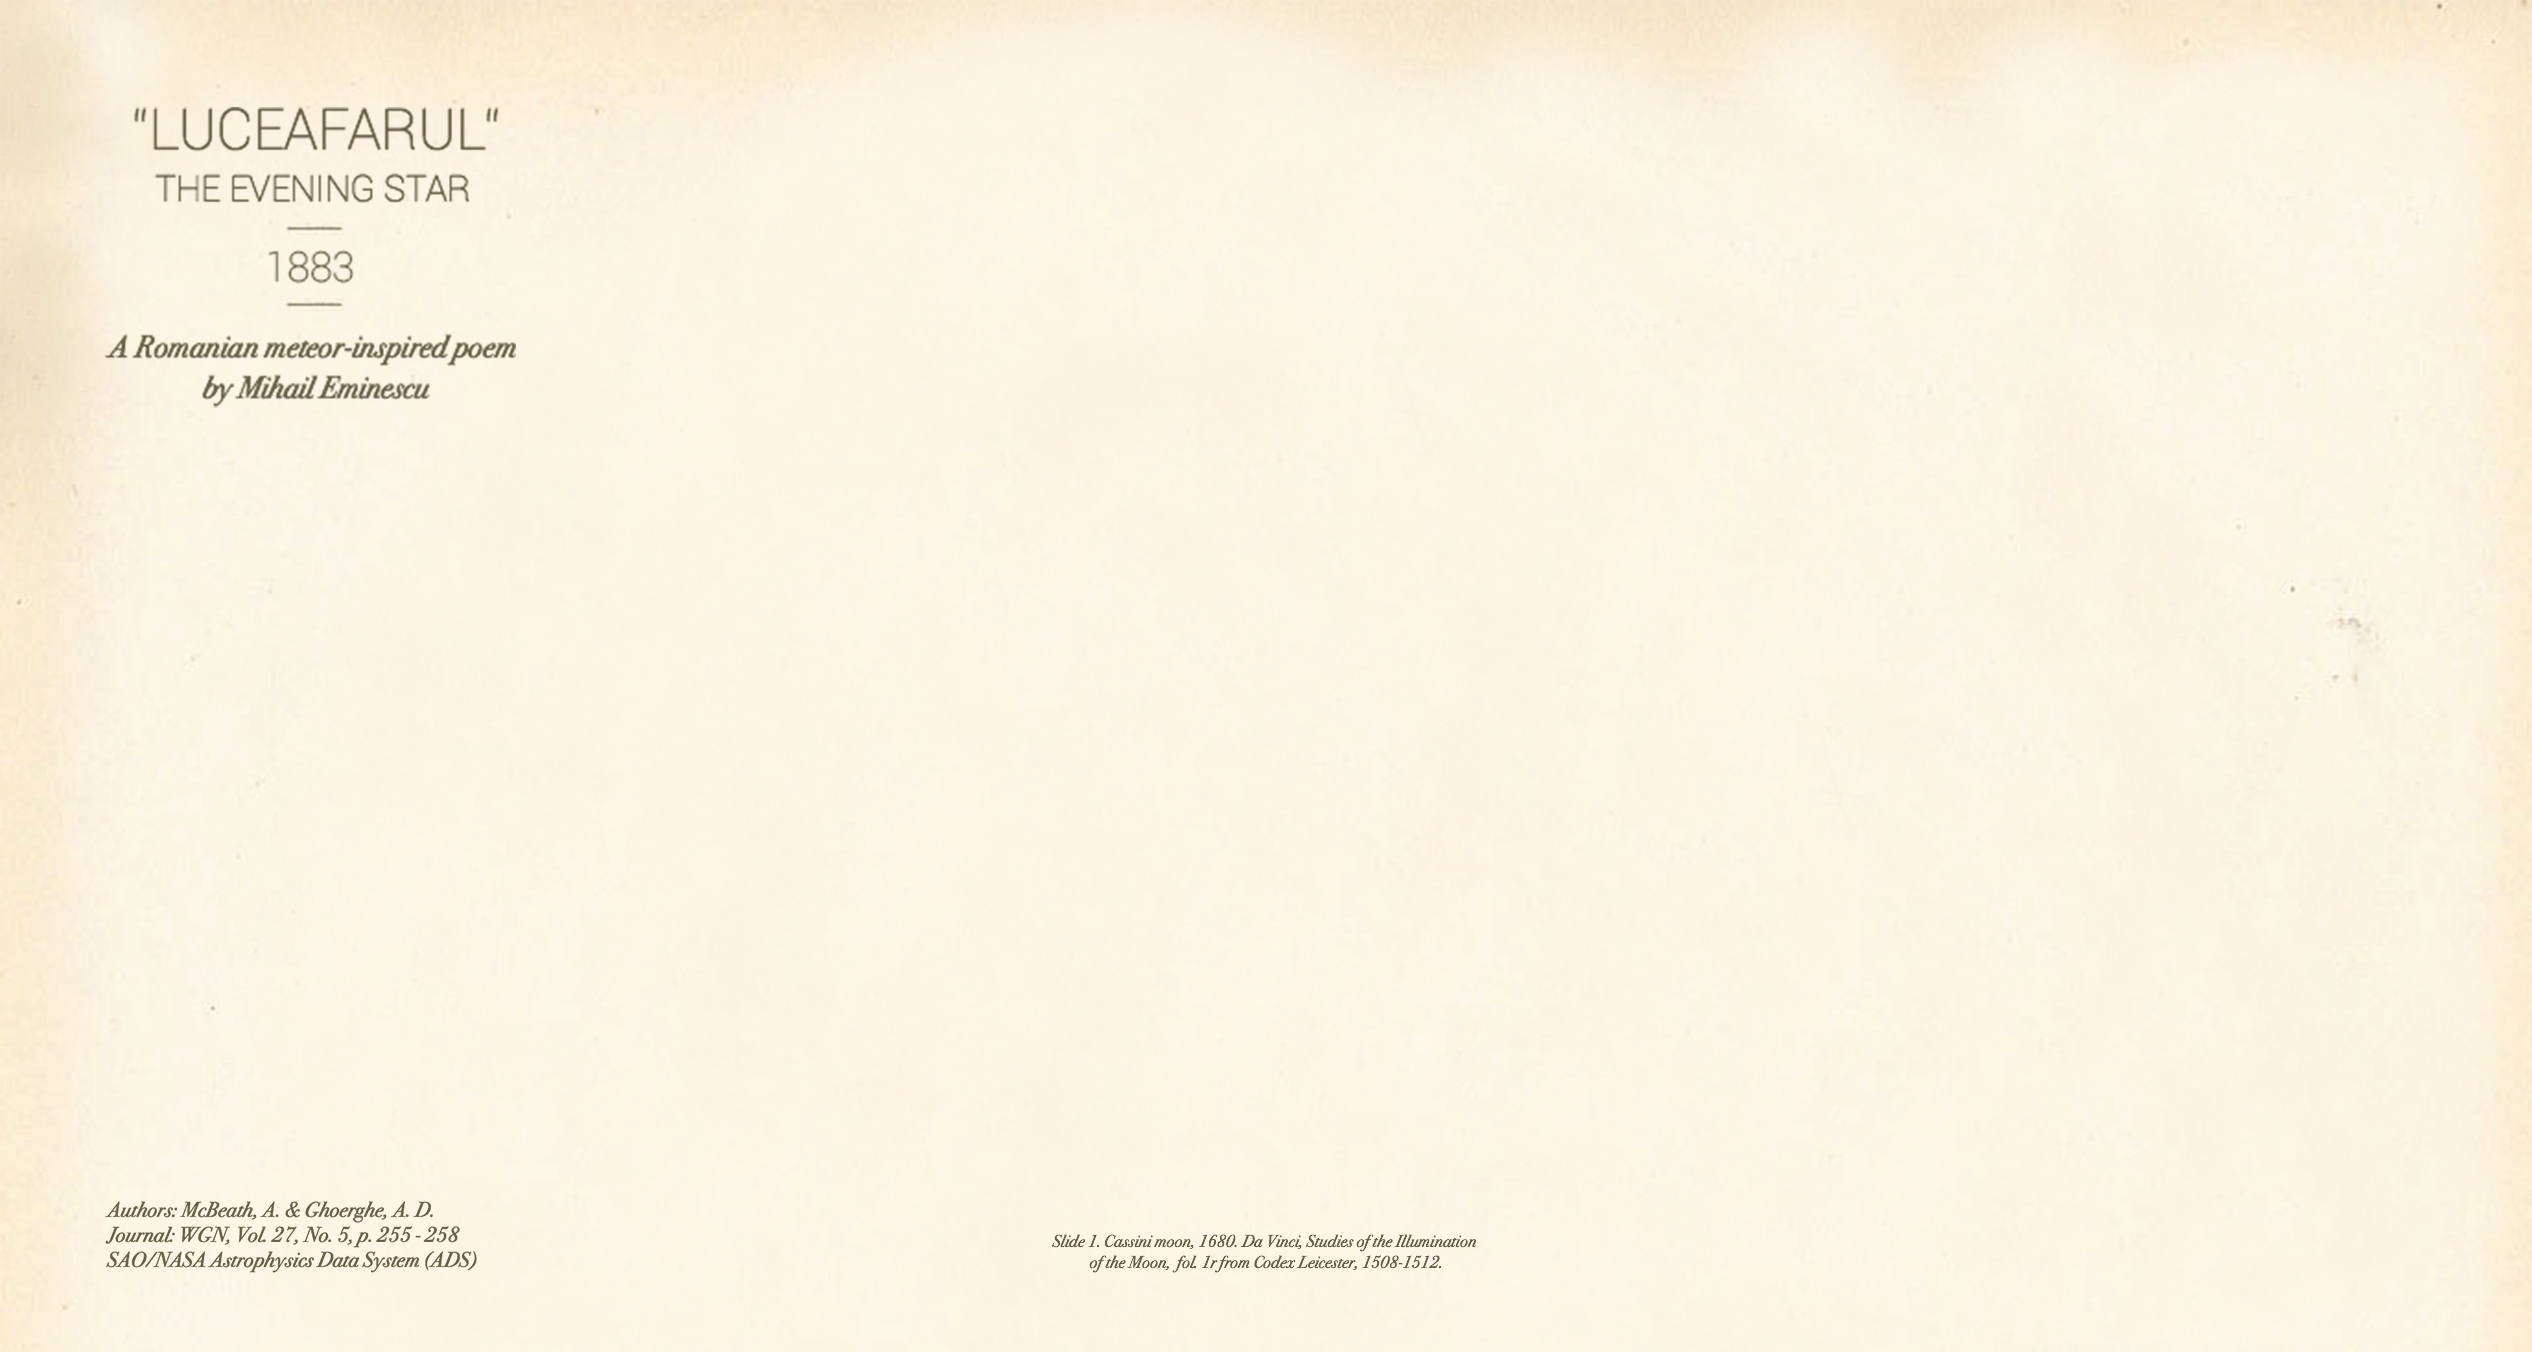 "LUCEAFARUL"
THE EVENING STAR
1883
A Romanian meteor-inspired poem
by Mihail Eminescu
Authors: McBeath, A. & Ghoerghe, A. D.
Journal: WGN, Vol. 27, No. 5, p. 255 - 258
SAO/NASA Astrophysics Data System (ADS)
Slide 1. Cassini moon, 1680. Da Vinci, Studies of the Illumination
of the Moon, fol. 1r from Codex Leicester, 1508-1512.